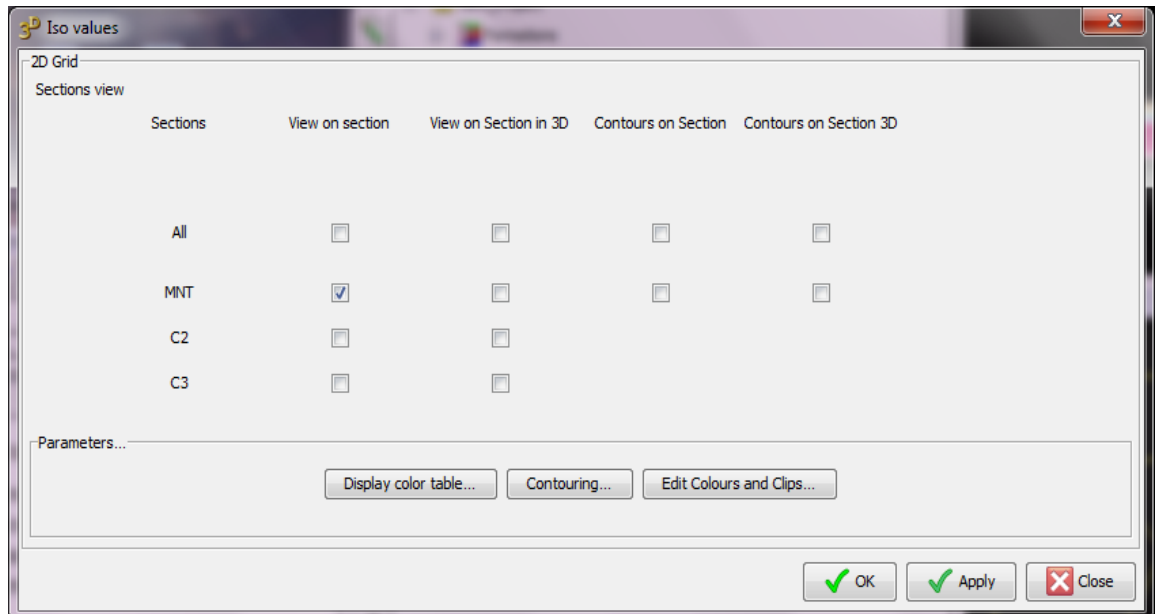 3D Iso values
Formations
2D Grid
Sections view
Sections View on section View on Section in 3D Contours on Section Contours on Section 3D
All
MNT
C2
C3
Parameters...
Display color table... Contouring... Edit Colours and Clips...
OK Apply Close